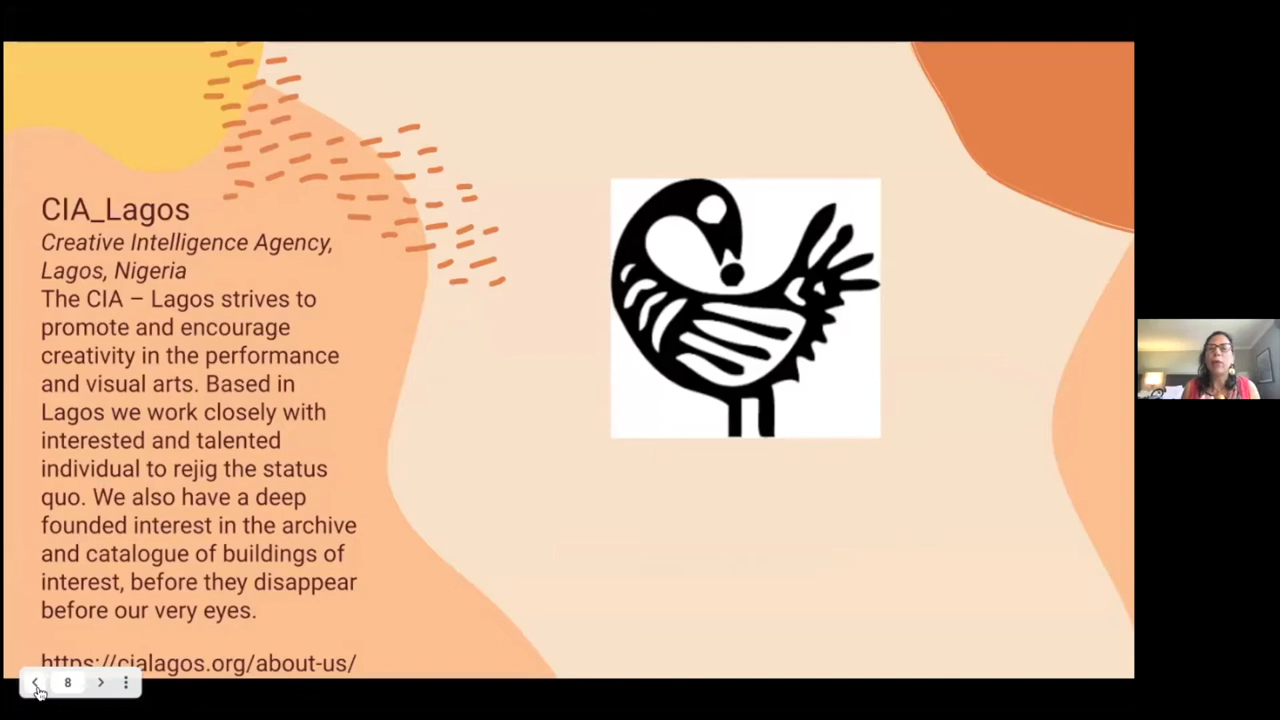 CIA_Lagos
Creative Intelligence Agency,
Lagos, Nigeria
The CIA – Lagos strives to
promote and encourage
creativity in the performance
and visual arts. Based in
Lagos we work closely with
interested and talented
individual to rejig the status
quo. We also have a deep
founded interest in the archive
and catalogue of buildings of
interest, before they disappear
before our very eyes.
https://cialagos.org/about-us/
8